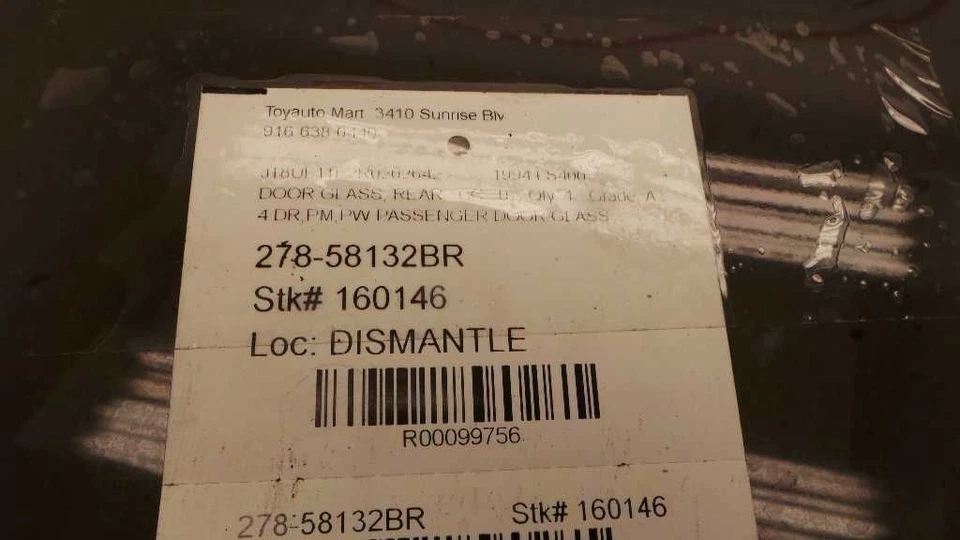 Toyauto Mart 3410 Sunrise Blv
916 638 0440
DOOR GLASS, REAR Qty 1 Grade A
4 DR,PM,PW PASSENGER DOOR GLASS
278-58132BR
Stk# 160146
Loc: DISMANTLE
R00099756
278-58132BR Stk# 160146